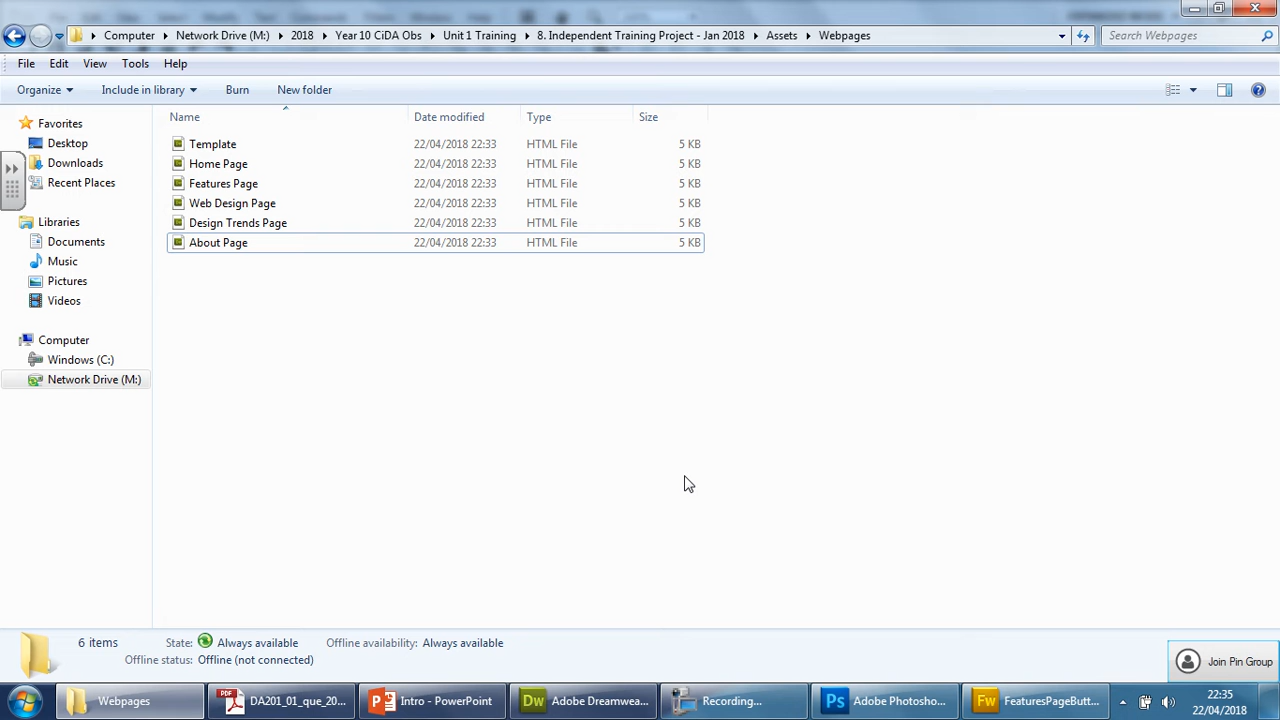 Computer Network Drive (M:) 2018 Year 10 CiDA Obs Unit 1 Training 8. Independent Training Project - Jan 2018 Assets Webpages Search Webpages
File Edit View Tools Help
Organize Include in library Burn New folder
Name Date modified Type Size
Favorites
Desktop
Downloads
Recent Places
Libraries
Documents
Music
Pictures
Videos
Computer
Windows (C:)
Network Drive (M:)
Template 22/04/2018 22:33 HTML File 5 KB
Home Page 22/04/2018 22:33 HTML File 5 KB
Features Page 22/04/2018 22:33 HTML File 5 KB
Web Design Page 22/04/2018 22:33 HTML File 5 KB
Design Trends Page 22/04/2018 22:33 HTML File 5 KB
About Page 22/04/2018 22:33 HTML File 5 KB
6 items State: Always available Offline availability: Always available
Offline status: Offline (not connected)
Join Pin Group
Webpages PDF DA201_01_que_20... Intro - PowerPoint Dw Adobe Dreamwea... Recording... Ps Adobe Photosho... Fw FeaturesPageButt... 22:35
22/04/2018